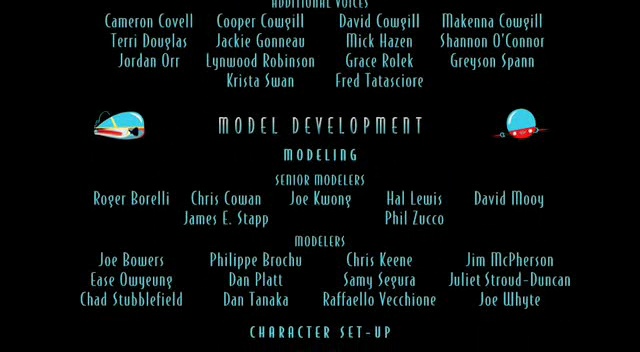 ADDITIONAL VOICES
Cameron Covell Cooper Cowgill David Cowgill Makenna Cowgill
Terri Douglas Jackie Gonneau Mick Hazen Shannon O'Connor
Jordan Orr Lynwood Robinson Grace Rolek Greyson Spann
Krista Swan Fred Tatasciore
MODEL DEVELOPMENT
MODELING
SENIOR MODELERS
Roger Borelli Chris Cowan Joe Kwong Hal Lewis David Mooy
James E. Stapp Phil Zucco
MODELERS
Joe Bowers Philippe Brochu Chris Keene Jim McPherson
Ease Owyeung Dan Platt Samy Segura Juliet Stroud-Duncan
Chad Stubblefield Dan Tanaka Raffaello Vecchione Joe Whyte
CHARACTER SET-UP